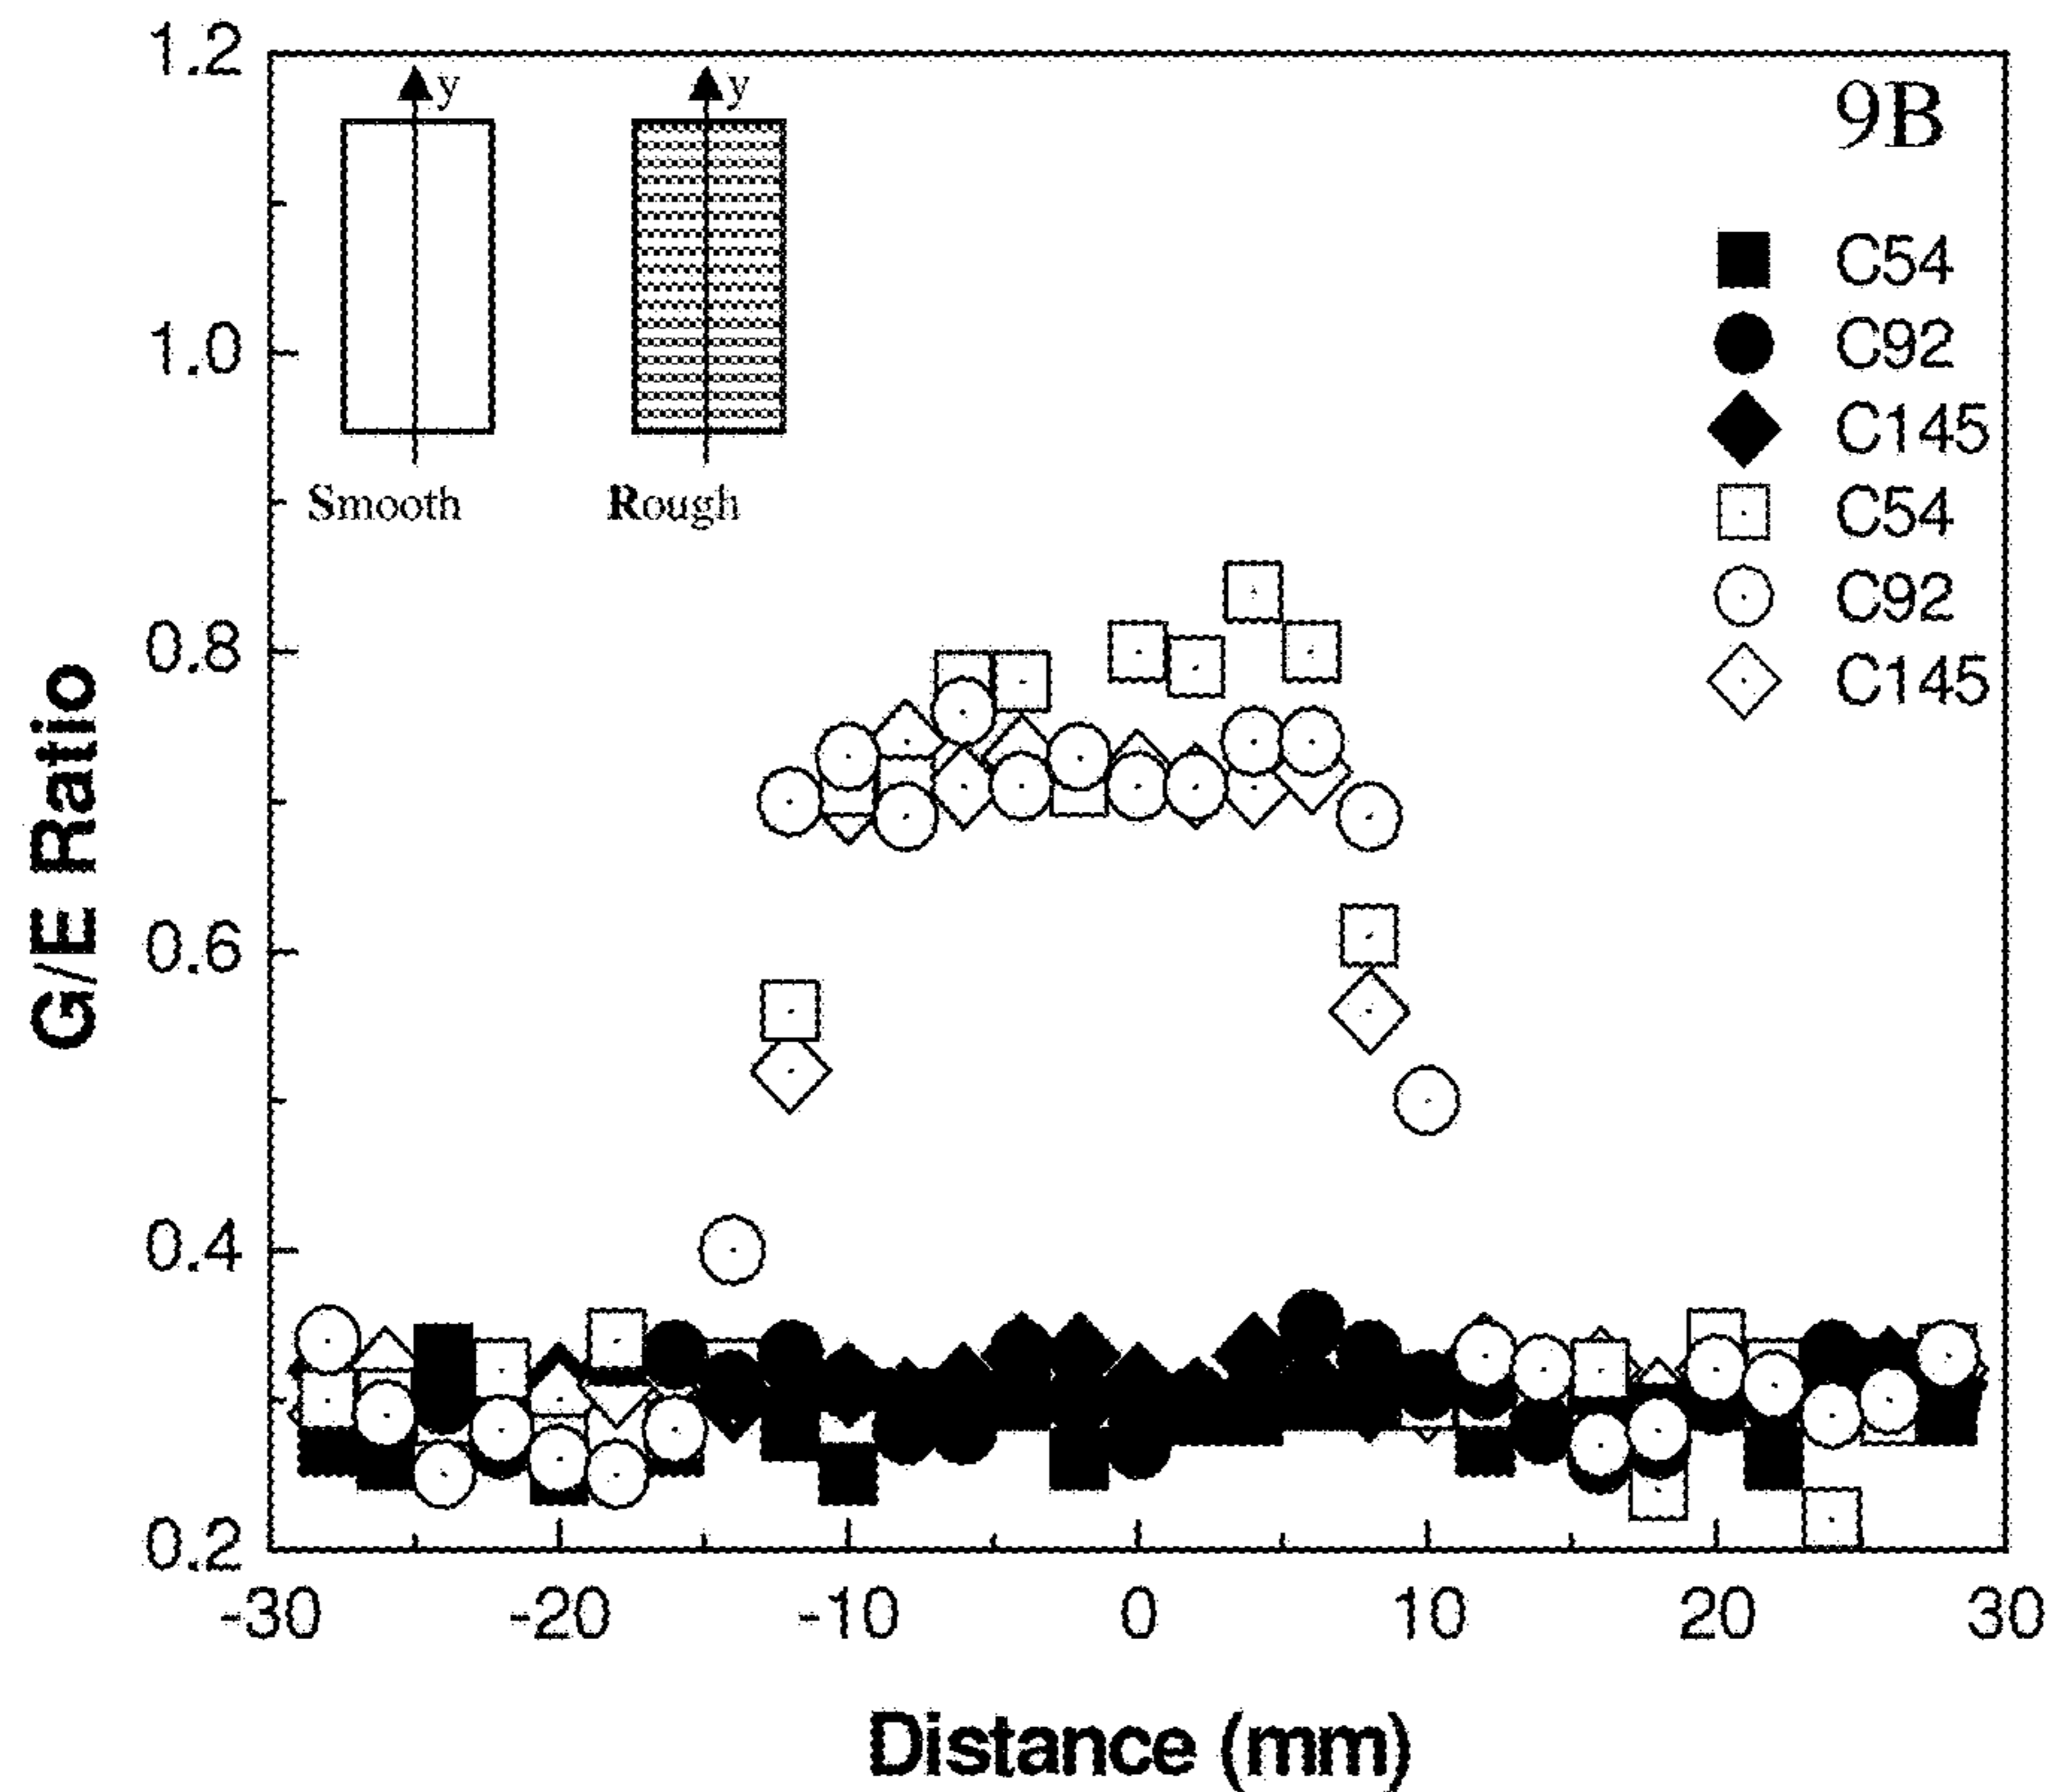 1.2
1.0
0.8
0.6
0.4
0.2
G/E Ratio
y
y
Smooth
Rough
9B
C54
C92
C145
C54
C92
C145
-30
-20
-10
0
10
20
30
Distance (mm)